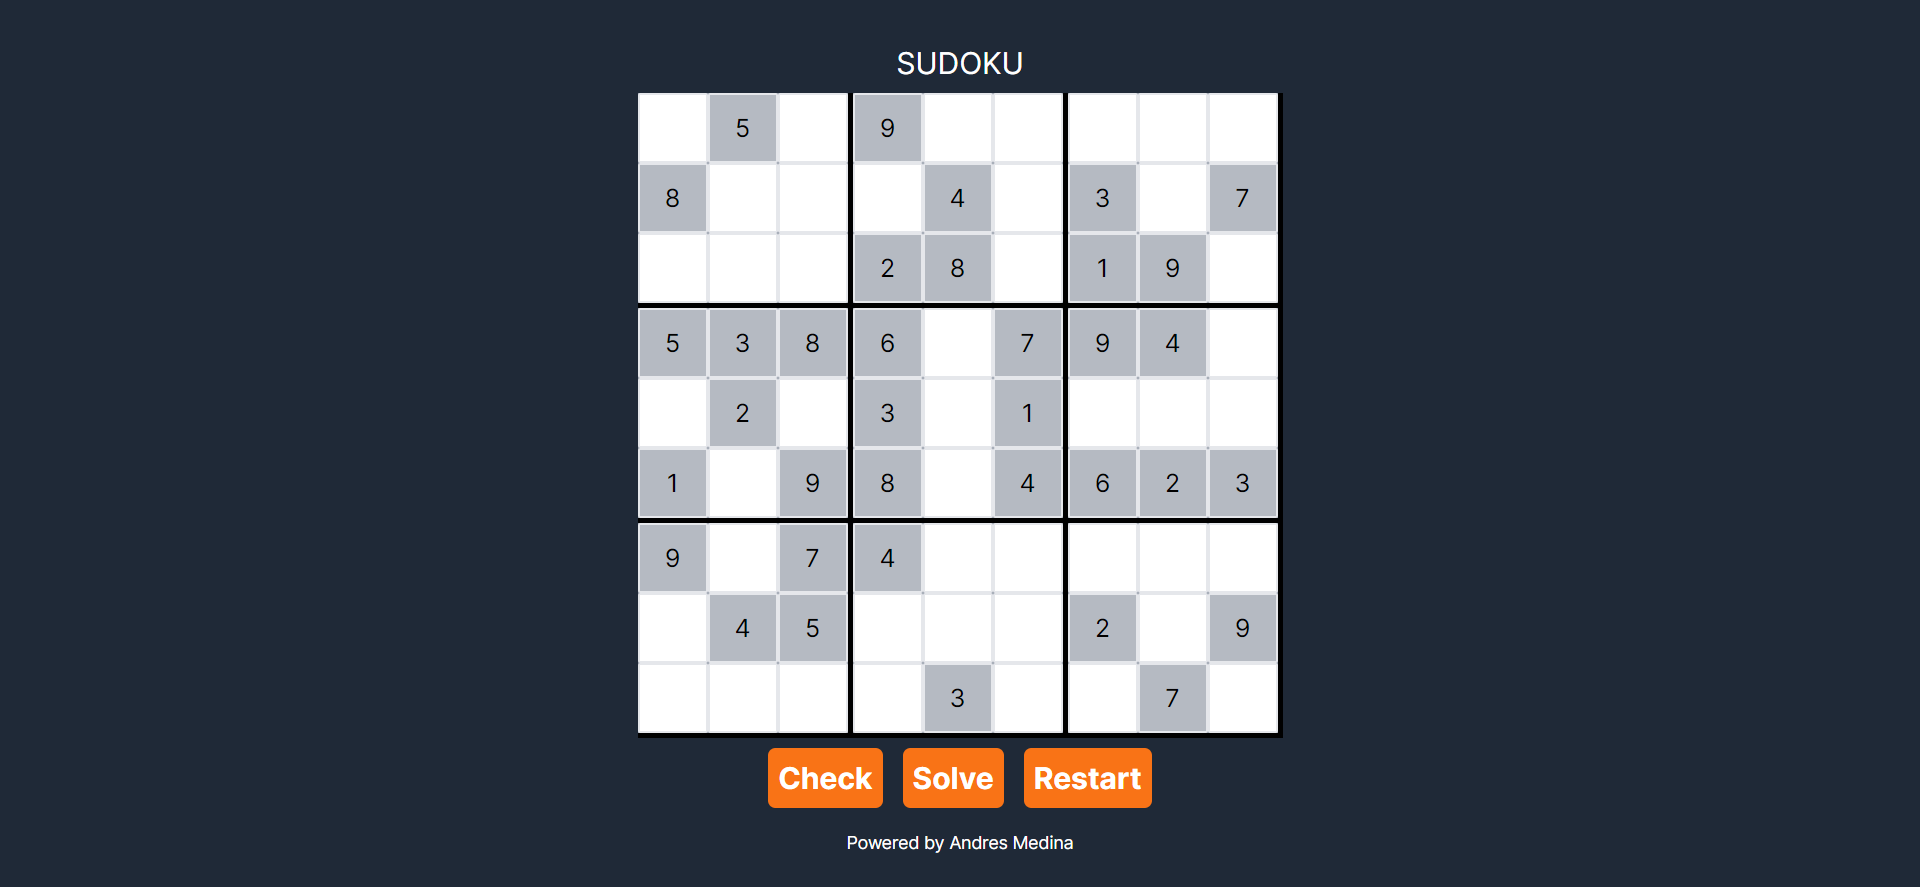 SUDOKU
5 9
8 4 3 7
2 8 1 9
5 3 8 6 7 9 4
2 3 1
1 9 8 4 6 2 3
9 7 4
4 5 2 9
3 7
Check Solve Restart
Powered by Andres Medina